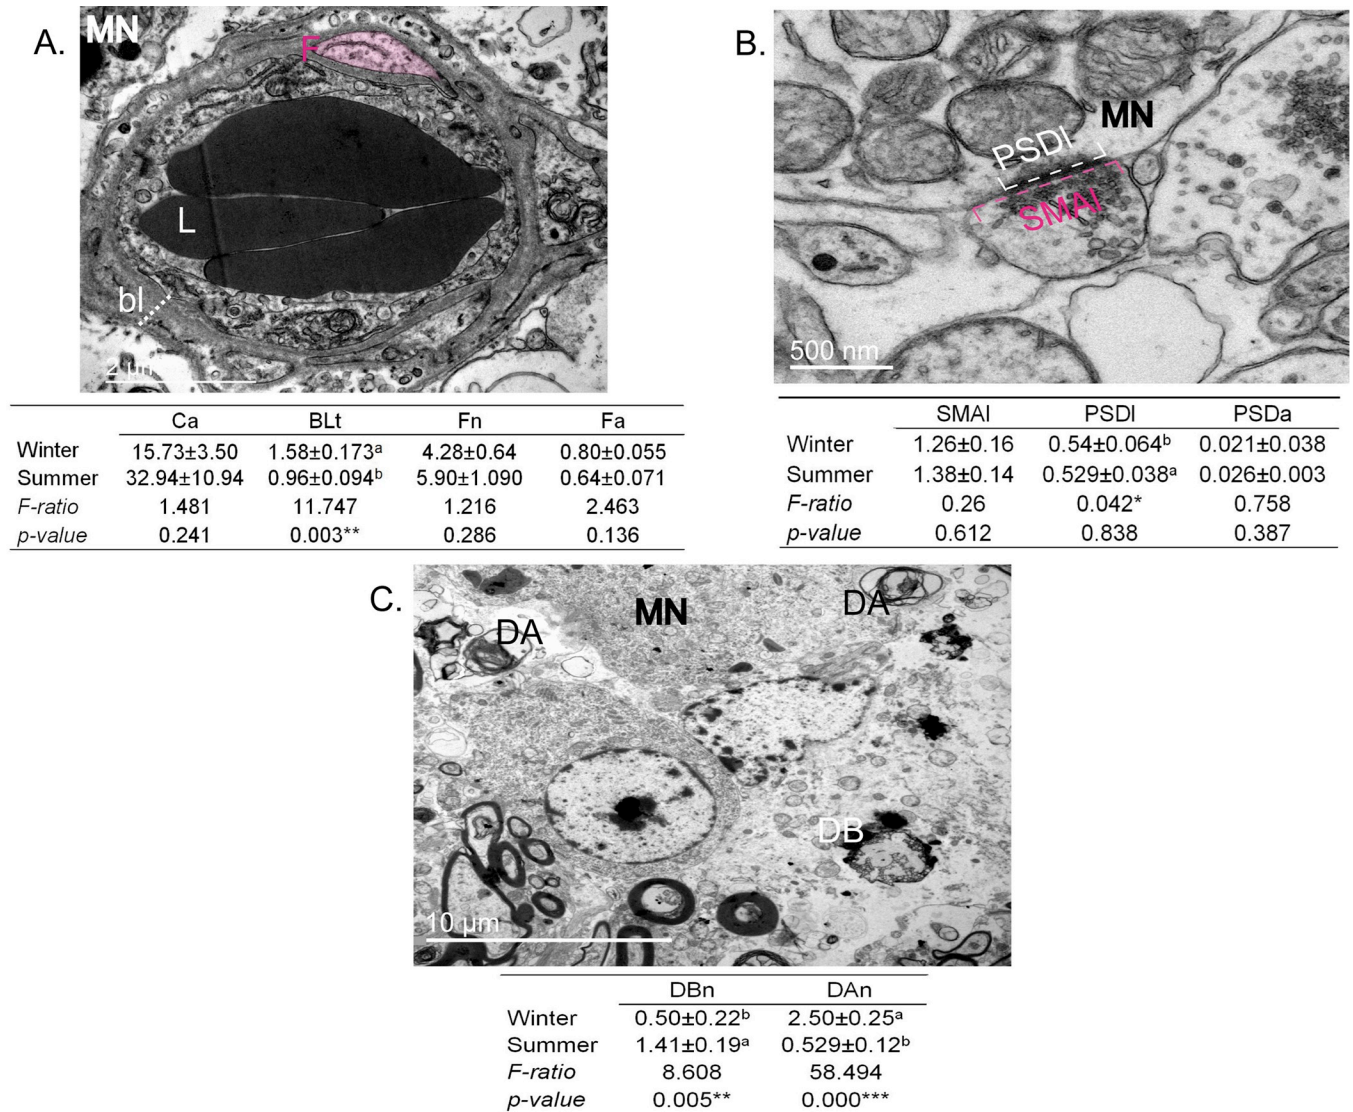 A.
MN
F
L
bl
2 µm
Ca BLt Fn Fa
Winter 15.73±3.50 1.58±0.173ᵃ 4.28±0.64 0.80±0.055
Summer 32.94±10.94 0.96±0.094ᵇ 5.90±1.090 0.64±0.071
F-ratio 1.481 11.747 1.216 2.463
p-value 0.241 0.003** 0.286 0.136
B.
MN
PSDl
SMAl
500 nm
SMAl PSDl PSDa
Winter 1.26±0.16 0.54±0.064ᵇ 0.021±0.038
Summer 1.38±0.14 0.529±0.038ᵃ 0.026±0.003
F-ratio 0.26 0.042* 0.758
p-value 0.612 0.838 0.387
C.
MN
DA
DA
DB
10 µm
DBn DAn
Winter 0.50±0.22ᵇ 2.50±0.25ᵃ
Summer 1.41±0.19ᵃ 0.529±0.12ᵇ
F-ratio 8.608 58.494
p-value 0.005** 0.000***